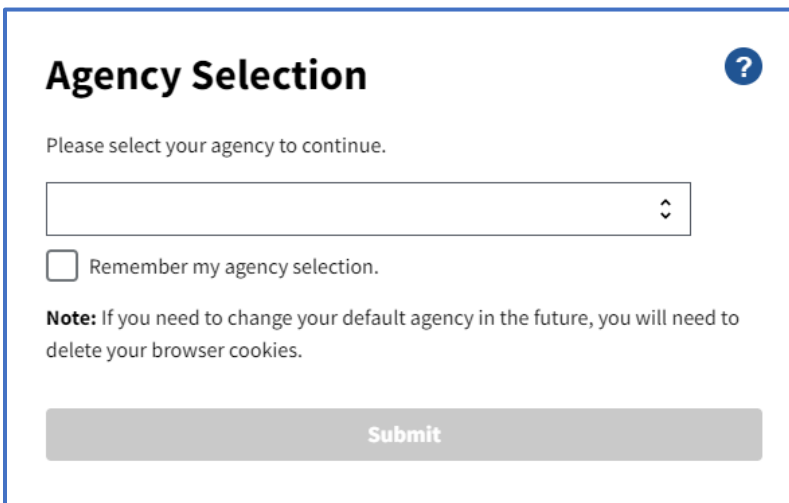 Agency Selection
?
Please select your agency to continue.
Remember my agency selection.
Note: If you need to change your default agency in the future, you will need to
delete your browser cookies.
Submit